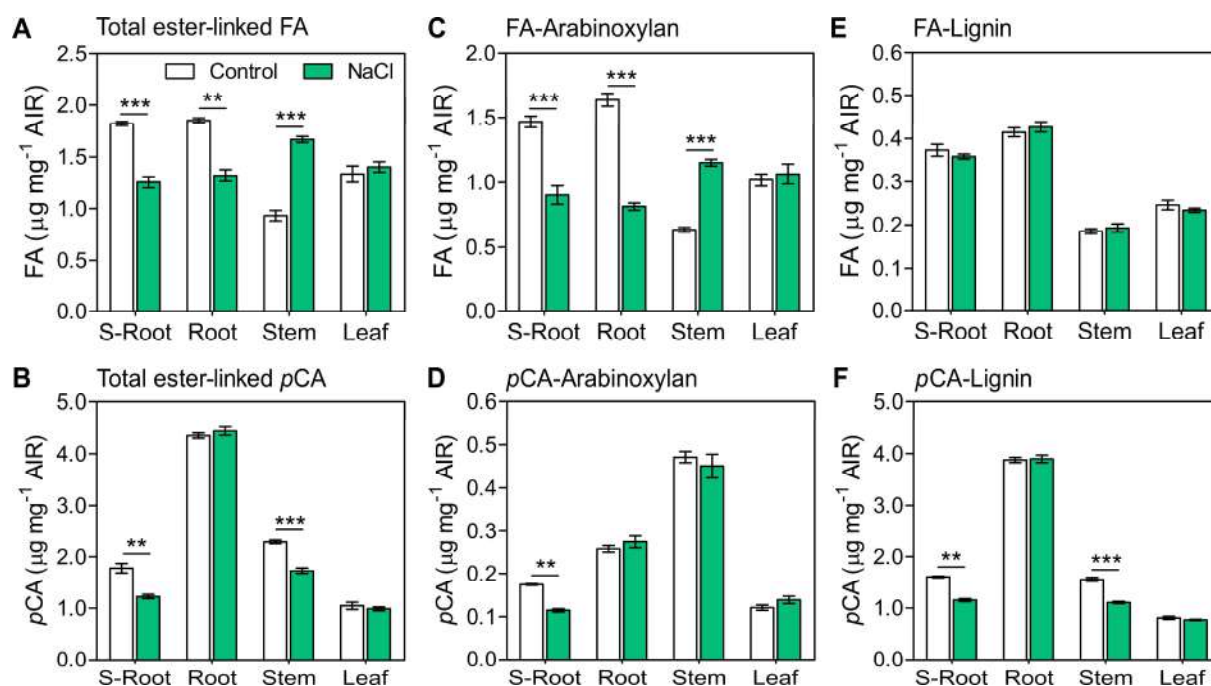 A Total ester-linked FA
FA (µg mg⁻¹ AIR)
2.5
2.0
1.5
1.0
0.5
0.0
Control NaCl
*** ** ***
S-Root Root Stem Leaf
C FA-Arabinoxylan
FA (µg mg⁻¹ AIR)
2.0
1.5
1.0
0.5
0.0
*** *** ***
S-Root Root Stem Leaf
E FA-Lignin
FA (µg mg⁻¹ AIR)
0.6
0.5
0.4
0.3
0.2
0.1
S-Root Root Stem Leaf
B Total ester-linked pCA
pCA (µg mg⁻¹ AIR)
5.0
4.0
3.0
2.0
1.0
0.0
** ***
S-Root Root Stem Leaf
D pCA-Arabinoxylan
pCA (µg mg⁻¹ AIR)
0.6
0.5
0.4
0.3
0.2
0.1
0.0
**
S-Root Root Stem Leaf
F pCA-Lignin
pCA (µg mg⁻¹ AIR)
5.0
4.0
3.0
2.0
1.0
0.0
** ***
S-Root Root Stem Leaf